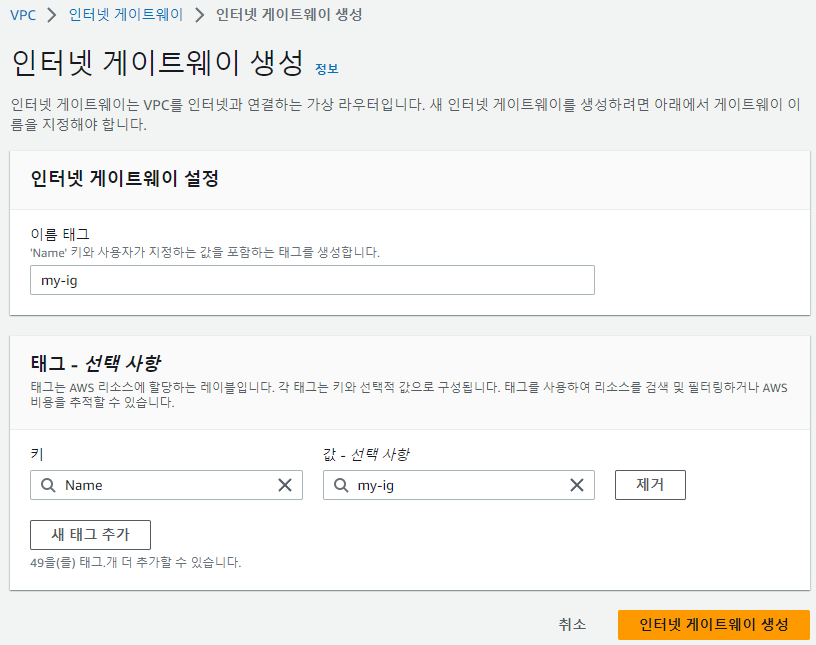 VPC > 인터넷 게이트웨이 > 인터넷 게이트웨이 생성
인터넷 게이트웨이 생성 정보
인터넷 게이트웨이는 VPC를 인터넷과 연결하는 가상 라우터입니다. 새 인터넷 게이트웨이를 생성하려면 아래에서 게이트웨이 이
름을 지정해야 합니다.
인터넷 게이트웨이 설정
이름 태그
'Name' 키와 사용자가 지정하는 값을 포함하는 태그를 생성합니다.
my-ig
태그 - 선택 사항
태그는 AWS 리소스에 할당하는 레이블입니다. 각 태그는 키와 선택적 값으로 구성됩니다. 태그를 사용하여 리소스를 검색 및 필터링하거나 AWS
비용을 추적할 수 있습니다.
키 값 - 선택 사항
Name my-ig 제거
새 태그 추가
49을(를) 태그.개 더 추가할 수 있습니다.
취소 인터넷 게이트웨이 생성